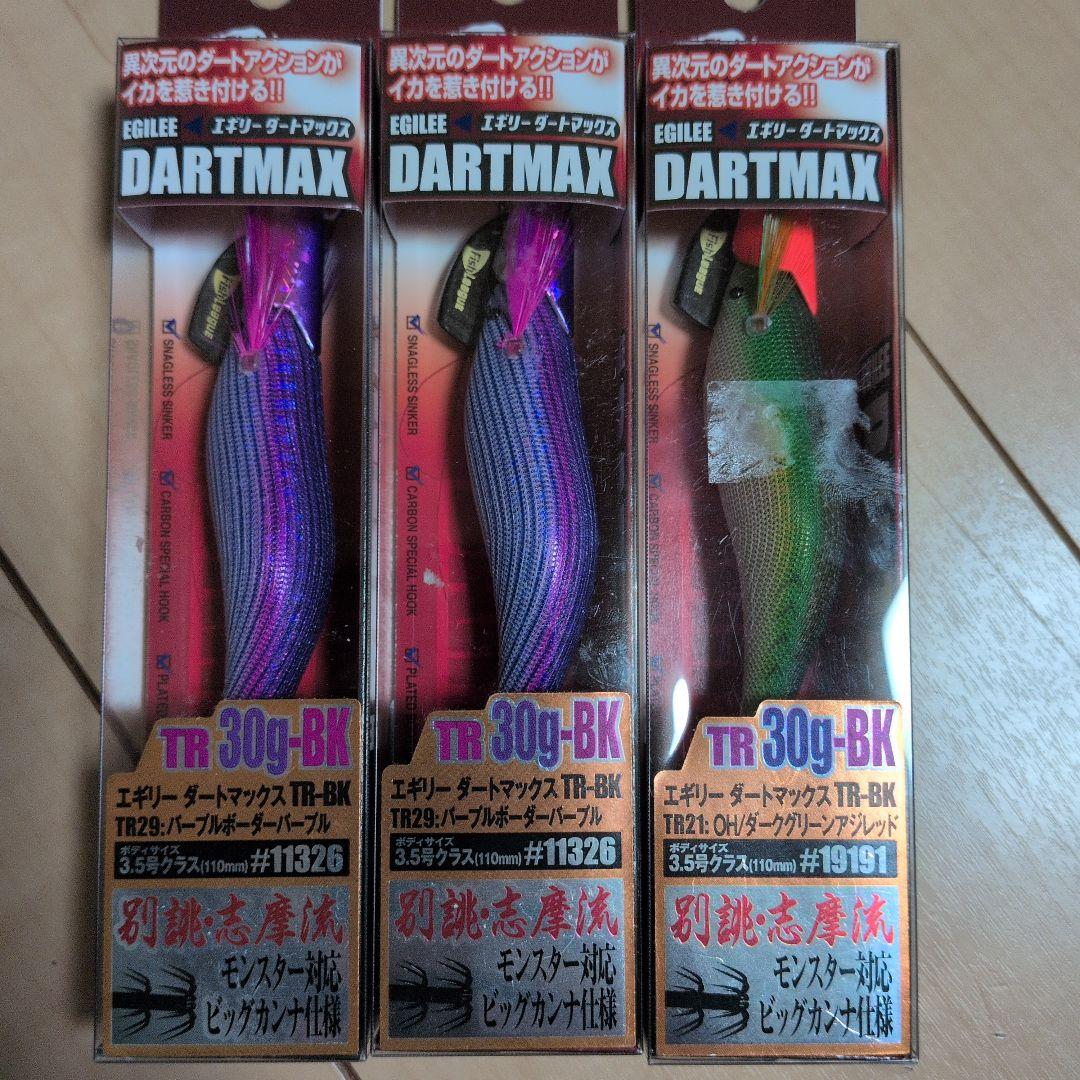 異次元のダートアクションが
イカを惹き付ける!!
EGILEE エギリー ダートマックス
DARTMAX
Fish League
SNAGLESS SINKER
CARBON SPECIAL HOOK
PLATED
TR 30g-BK
エギリー ダートマックス TR-BK
TR29:パープルボーダーパープル
ボディサイズ
3.5号クラス(110mm) #11326
別誂・志摩流
モンスター対応
ビッグカンナ仕様
異次元のダートアクションが
イカを惹き付ける!!
EGILEE エギリー ダートマックス
DARTMAX
Fish League
SNAGLESS SINKER
CARBON SPECIAL HOOK
PLATED
TR 30g-BK
エギリー ダートマックス TR-BK
TR29:パープルボーダーパープル
ボディサイズ
3.5号クラス(110mm) #11326
別誂・志摩流
モンスター対応
ビッグカンナ仕様
異次元のダートアクションが
イカを惹き付ける!!
EGILEE エギリー ダートマックス
DARTMAX
Fish League
SNAGLESS SINKER
CARBON
TR 30g-BK
エギリー ダートマックス TR-BK
TR21: OH/ダークグリーンアジレッド
ボディサイズ
3.5号クラス(110mm) #19191
別誂・志摩流
モンスター対応
ビッグカンナ仕様